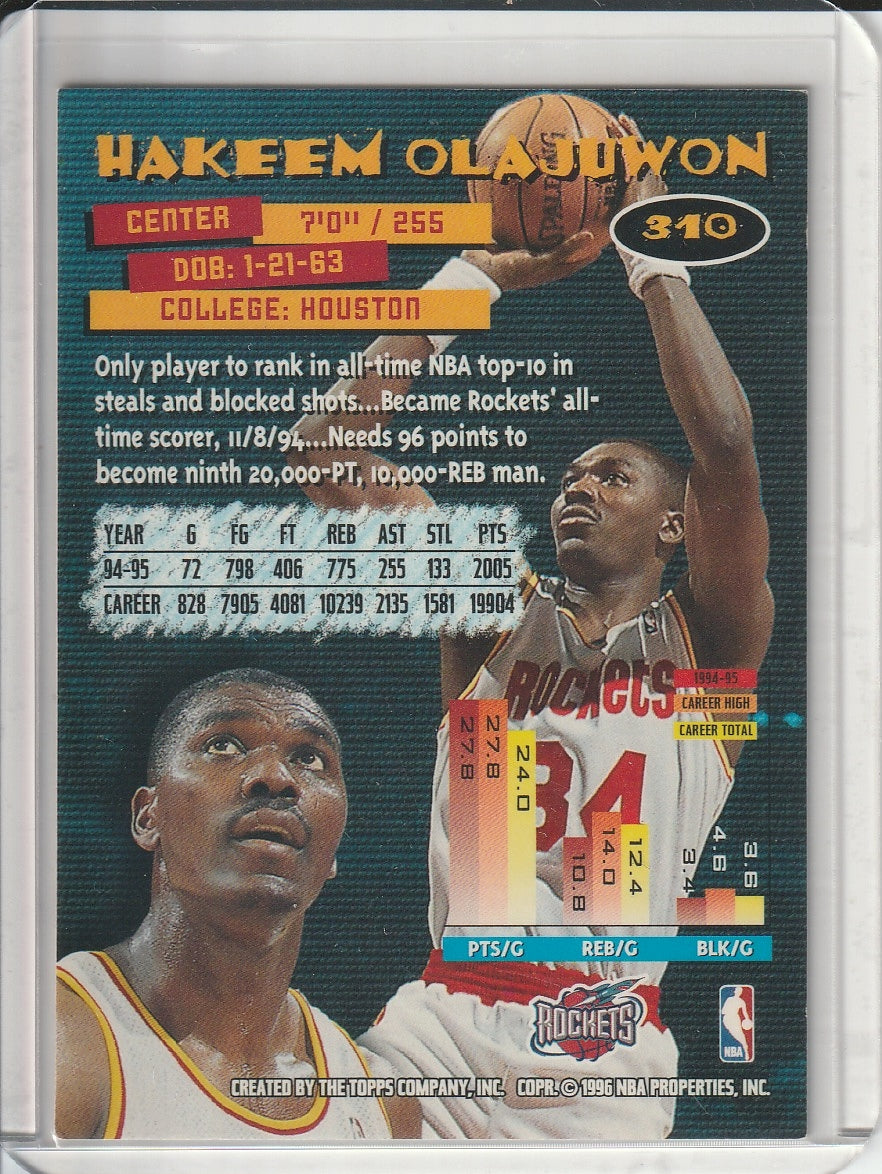 HAKEEM OLAJUWON
CENTER
7'0" / 255
310
DOB: 1-21-63
COLLEGE: HOUSTON
Only player to rank in all-time NBA top-10 in
steals and blocked shots...Became Rockets' all-
time scorer, 11/8/94...Needs 96 points to
become ninth 20,000-PT, 10,000-REB man.
YEAR G FG FT REB AST STL PTS
94-95 72 798 406 775 255 133 2005
CAREER 828 7905 4081 10239 2135 1581 19904
SPALDING
ROCKETS
34
1994-95
CAREER HIGH
CAREER TOTAL
27.8 27.8 24.0
10.8 14.0 12.4
3.4 4.6 3.6
PTS/G REB/G BLK/G
ROCKETS
NBA
CREATED BY THE TOPPS COMPANY, INC. COPR. © 1996 NBA PROPERTIES, INC.